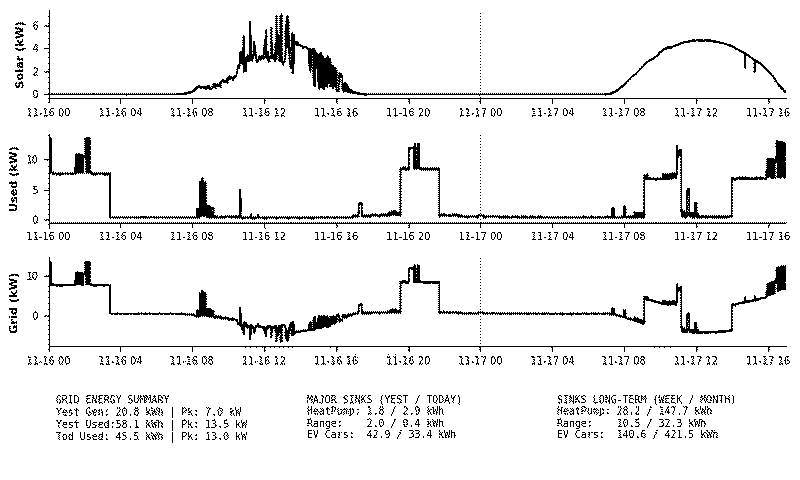 Solar (kW)
6
4
2
0
11-16 00 11-16 04 11-16 08 11-16 12 11-16 16 11-16 20 11-17 00 11-17 04 11-17 08 11-17 12 11-17 16
Used (kW)
10
5
0
11-16 00 11-16 04 11-16 08 11-16 12 11-16 16 11-16 20 11-17 00 11-17 04 11-17 08 11-17 12 11-17 16
Grid (kW)
10
0
11-16 00 11-16 04 11-16 08 11-16 12 11-16 16 11-16 20 11-17 00 11-17 04 11-17 08 11-17 12 11-17 16
GRID ENERGY SUMMARY
Yest Gen: 20.8 kWh | Pk: 7.0 kW
Yest Used:58.1 kWh | Pk: 13.5 kW
Tod Used: 45.5 kWh | Pk: 13.0 kW
MAJOR SINKS (YEST / TODAY)
HeatPump: 1.8 / 2.9 kWh
Range: 2.0 / 0.4 kWh
EV Cars: 42.9 / 33.4 kWh
SINKS LONG-TERM (WEEK / MONTH)
HeatPump: 28.2 / 147.7 kWh
Range: 10.5 / 32.3 kWh
EV Cars: 140.6 / 421.5 kWh